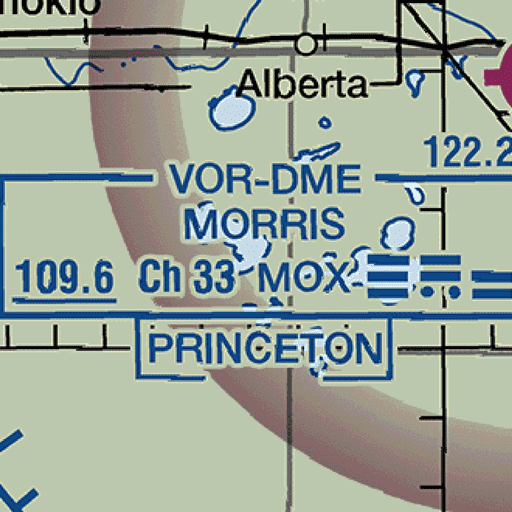 Alberta
122.2
VOR-DME
MORRIS
109.6 Ch 33 MOX
PRINCETON